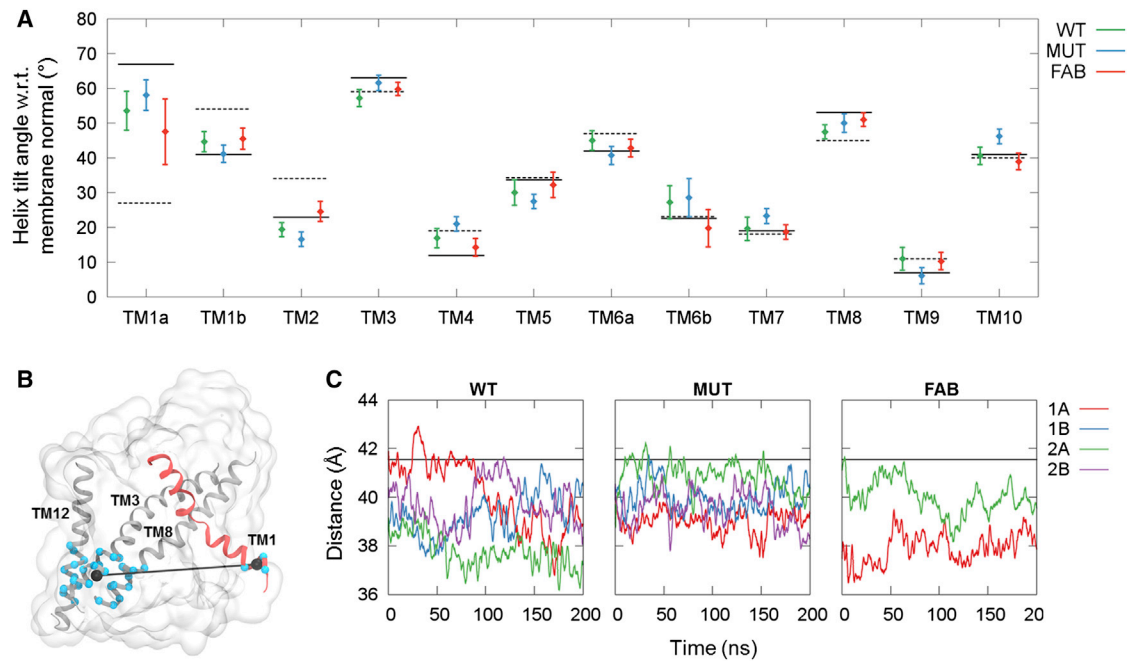 A
Helix tilt angle w.r.t.
membrane normal (°)
80
70
60
50
40
30
20
10
0
TM1a TM1b TM2 TM3 TM4 TM5 TM6a TM6b TM7 TM8 TM9 TM10
WT
MUT
FAB
B
TM12
TM3
TM8
TM1
C
WT MUT FAB
Distance (Å)
44
42
40
38
36
0 50 100 150 200 0 50 100 150 200 0 50 100 150 200
Time (ns)
1A
1B
2A
2B